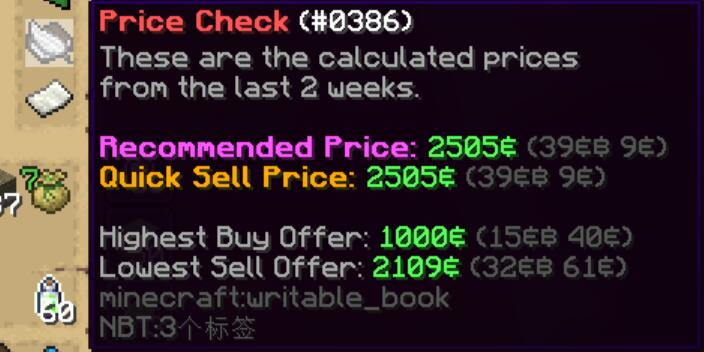 Price Check (#0386)
These are the calculated prices
from the last 2 weeks.
Recommended Price: 2505¢ (39¢B 9¢)
Quick Sell Price: 2505¢ (39¢B 9¢)
Highest Buy Offer: 1000¢ (15¢B 40¢)
Lowest Sell Offer: 2109¢ (32¢B 61¢)
minecraft:writable_book
NBT:3个标签
7
37
60